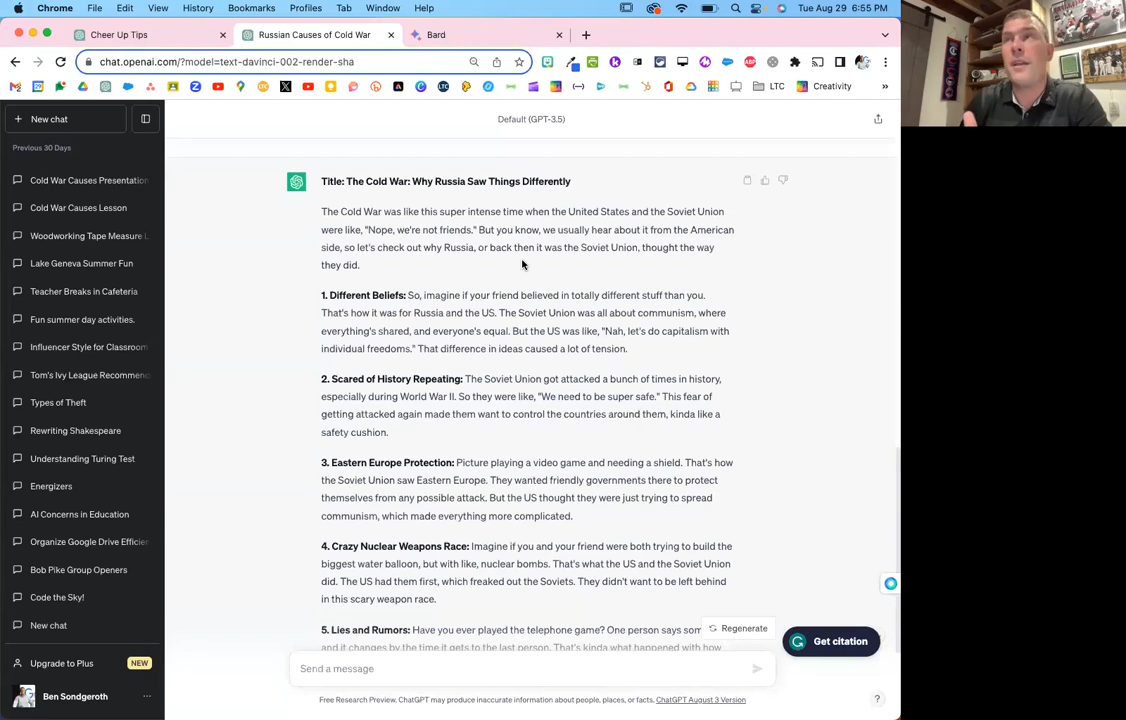 Chrome File Edit View History Bookmarks Profiles Tab Window Help Tue Aug 29 6:55 PM
Cheer Up Tips Russian Causes of Cold War Bard
chat.openai.com/?model=text-davinci-002-render-sha
LTC Creativity
New chat
Default (GPT-3.5)
Previous 30 Days
Cold War Causes Presentation
Cold War Causes Lesson
Woodworking Tape Measure
Lake Geneva Summer Fun
Teacher Breaks in Cafeteria
Fun summer day activities.
Influencer Style for Classroom
Tom's Ivy League Recommen
Types of Theft
Rewriting Shakespeare
Understanding Turing Test
Energizers
AI Concerns in Education
Organize Google Drive Efficien
Bob Pike Group Openers
Code the Sky!
New chat
Upgrade to Plus NEW
Ben Sondgeroth
Title: The Cold War: Why Russia Saw Things Differently
The Cold War was like this super intense time when the United States and the Soviet Union
were like, "Nope, we're not friends." But you know, we usually hear about it from the American
side, so let's check out why Russia, or back then it was the Soviet Union, thought the way
they did.
1. Different Beliefs: So, imagine if your friend believed in totally different stuff than you.
That's how it was for Russia and the US. The Soviet Union was all about communism, where
everything's shared, and everyone's equal. But the US was like, "Nah, let's do capitalism with
individual freedoms." That difference in ideas caused a lot of tension.
2. Scared of History Repeating: The Soviet Union got attacked a bunch of times in history,
especially during World War II. So they were like, "We need to be super safe." This fear of
getting attacked again made them want to control the countries around them, kinda like a
safety cushion.
3. Eastern Europe Protection: Picture playing a video game and needing a shield. That's how
the Soviet Union saw Eastern Europe. They wanted friendly governments there to protect
themselves from any possible attack. But the US thought they were just trying to spread
communism, which made everything more complicated.
4. Crazy Nuclear Weapons Race: Imagine if you and your friend were both trying to build the
biggest water balloon, but with like, nuclear bombs. That's what the US and the Soviet Union
did. The US had them first, which freaked out the Soviets. They didn't want to be left behind
in this scary weapon race.
5. Lies and Rumors: Have you ever played the telephone game? One person says som
and it changes by the time it gets to the last person. That's kinda what happened with how
Regenerate
Get citation
Send a message
Free Research Preview. ChatGPT may produce inaccurate information about people, places, or facts. ChatGPT August 3 Version
?